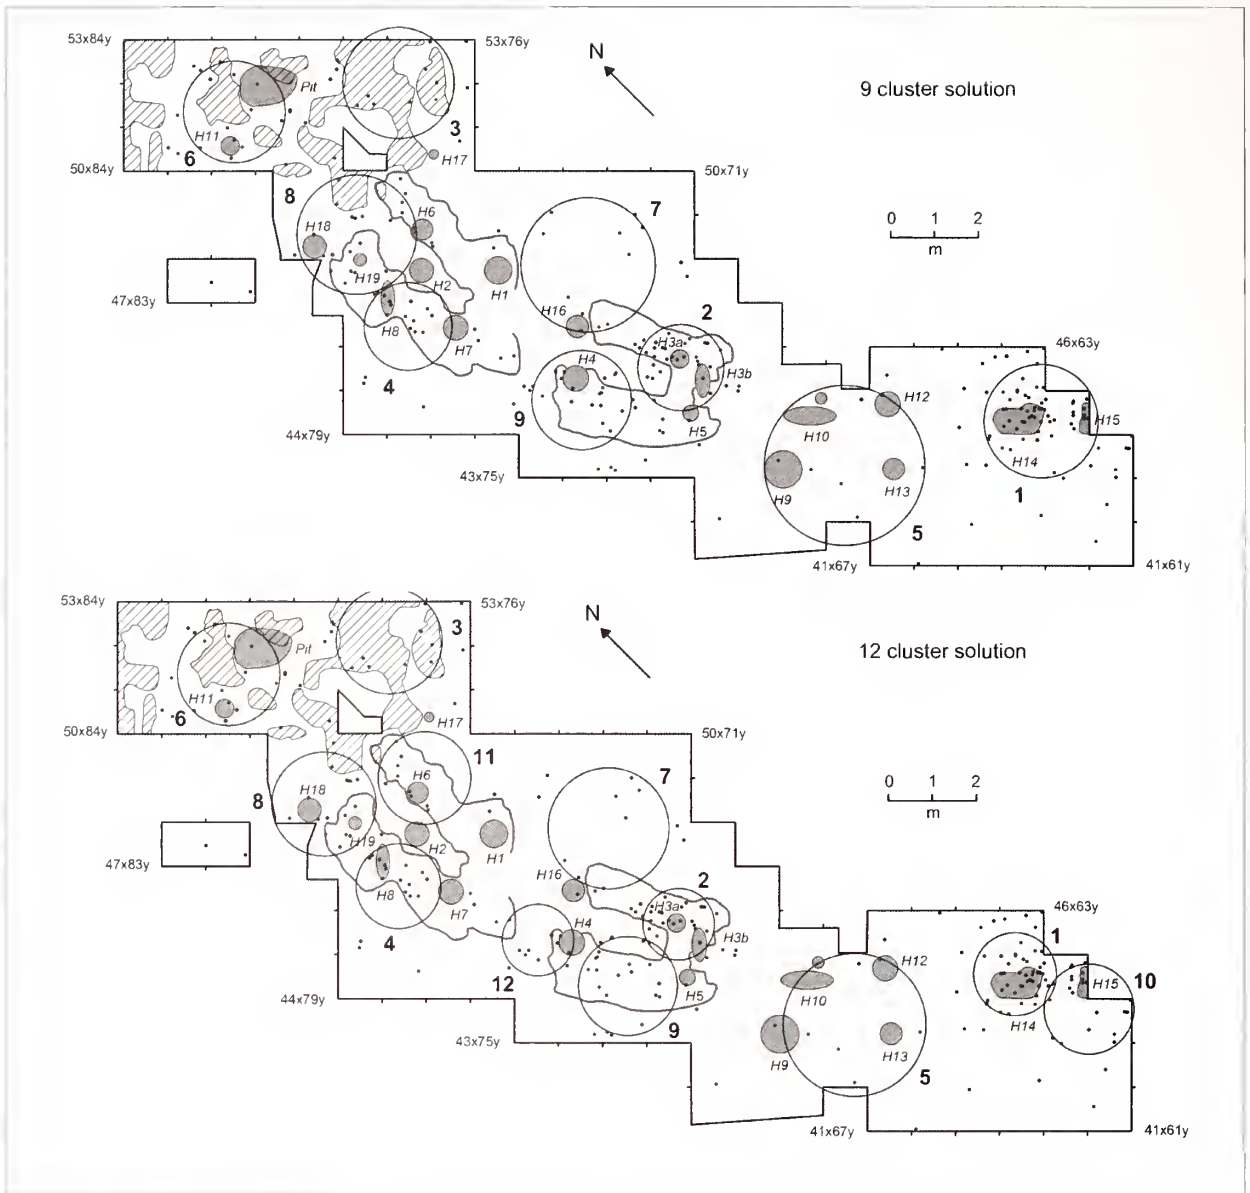 53x84y
53x76y
N
9 cluster solution
Pit
3
H11
H17
6
50x84y
50x71y
8
7
0 1 2
m
H6
H18
H19
H2
H1
47x83y
H16
2
H8
H7
H3a
46x63y
H4
H3b
4
H12
9
H5
H10
H15
44x79y
H14
43x75y
H9
H13
1
5
41x67y
41x61y
53x84y
53x76y
N
3
12 cluster solution
Pit
H11
6
H17
50x84y
50x71y
11
7
H6
0 1 2
m
8
H18
H19
H2
H1
47x83y
H16
2
H8
H7
H3a
46x63y
H4
H3b
4
1
H12
12
H5
H10
H15
10
44x79y
H14
9
43x75y
H9
H13
5
41x67y
41x61y